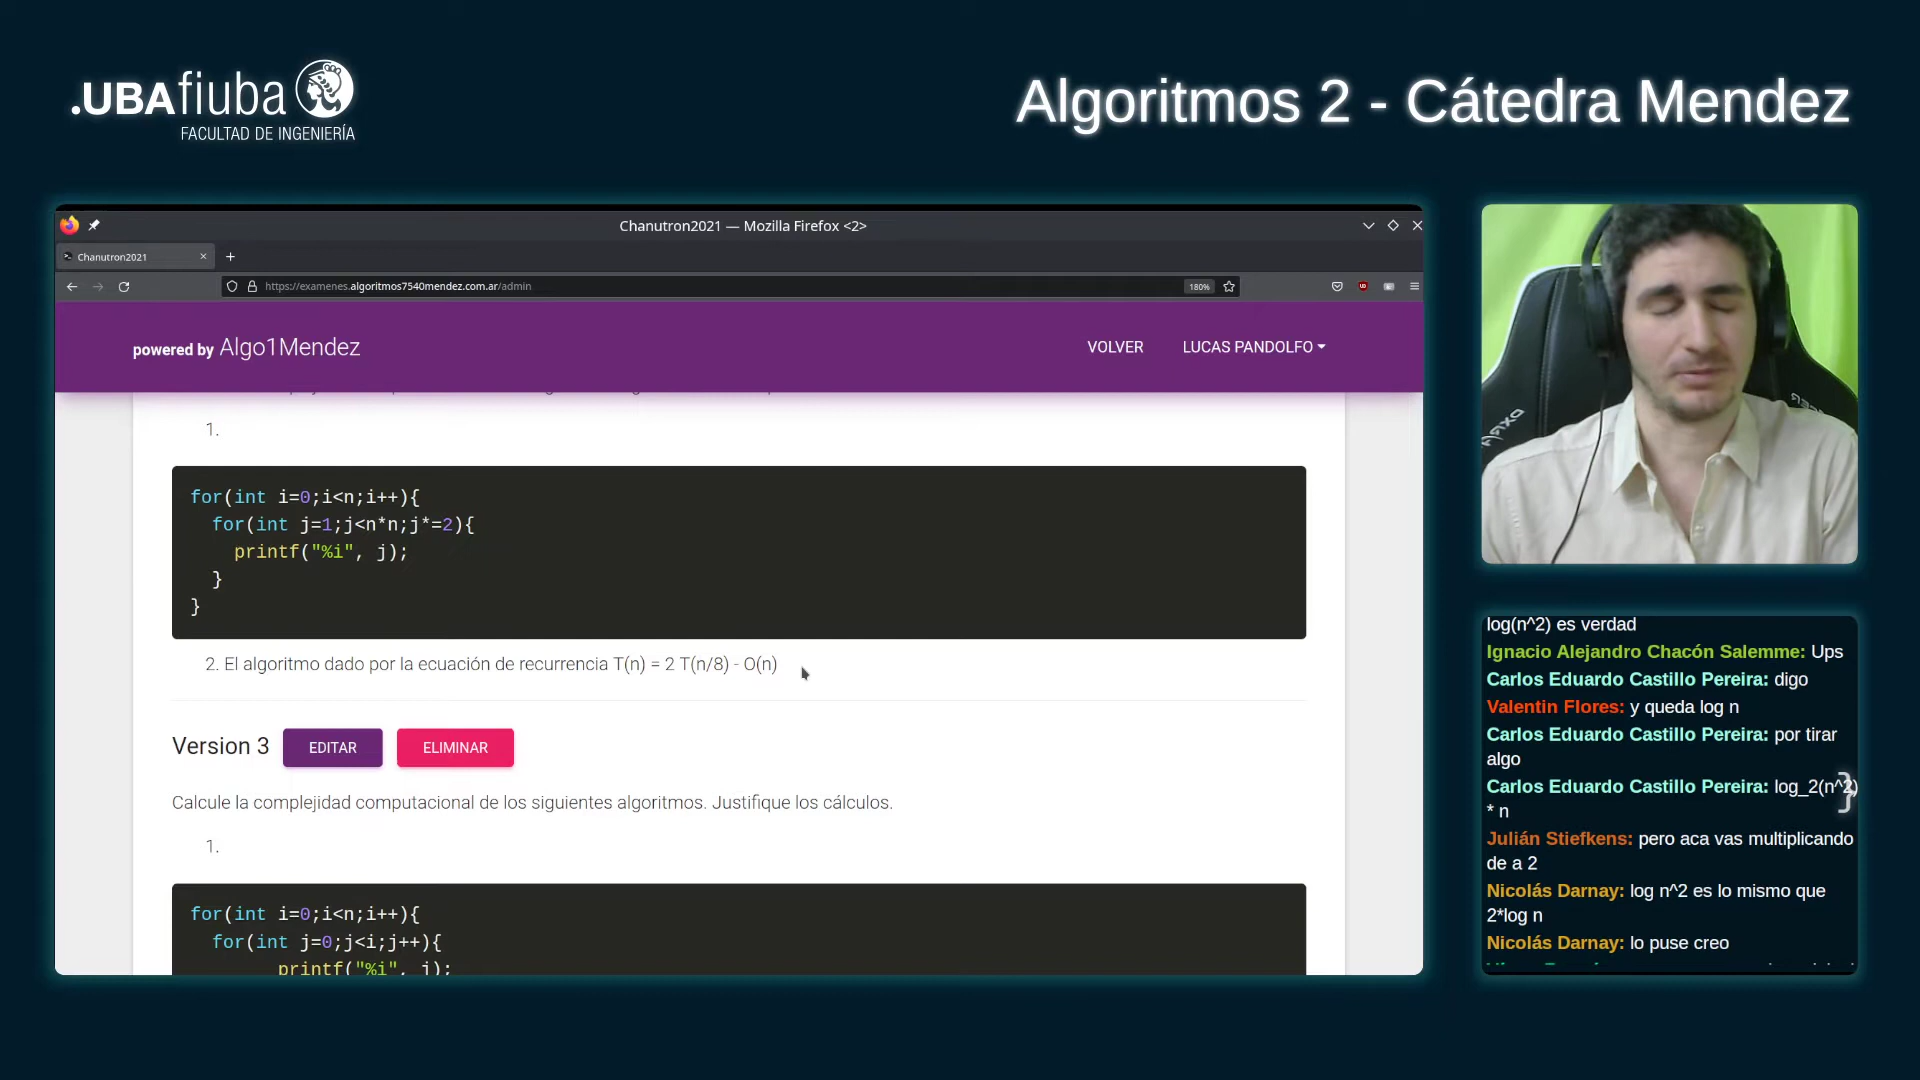 .UBAfiuba
FACULTAD DE INGENIERÍA
Algoritmos 2 - Cátedra Mendez
Chanutron2021 — Mozilla Firefox <2>
Chanutron2021
https://examenes.algoritmos7540mendez.com.ar/admin
180%
powered by Algo1Mendez
VOLVER
LUCAS PANDOLFO
1.
for(int i=0;i<n;i++){
for(int j=1;j<n*n;j*=2){
printf("%i", j);
}
}
2. El algoritmo dado por la ecuación de recurrencia T(n) = 2 T(n/8) - O(n)
Version 3
EDITAR
ELIMINAR
Calcule la complejidad computacional de los siguientes algoritmos. Justifique los cálculos.
1.
for(int i=0;i<n;i++){
for(int j=0;j<i;j++){
printf("%i", j);
log(n^2) es verdad
Ignacio Alejandro Chacón Salemme: Ups
Carlos Eduardo Castillo Pereira: digo
Valentin Flores: y queda log n
Carlos Eduardo Castillo Pereira: por tirar
algo
Carlos Eduardo Castillo Pereira: log_2(n^2)
* n
}
Julián Stiefkens: pero aca vas multiplicando
de a 2
Nicolás Darnay: log n^2 es lo mismo que
2*log n
Nicolás Darnay: lo puse creo